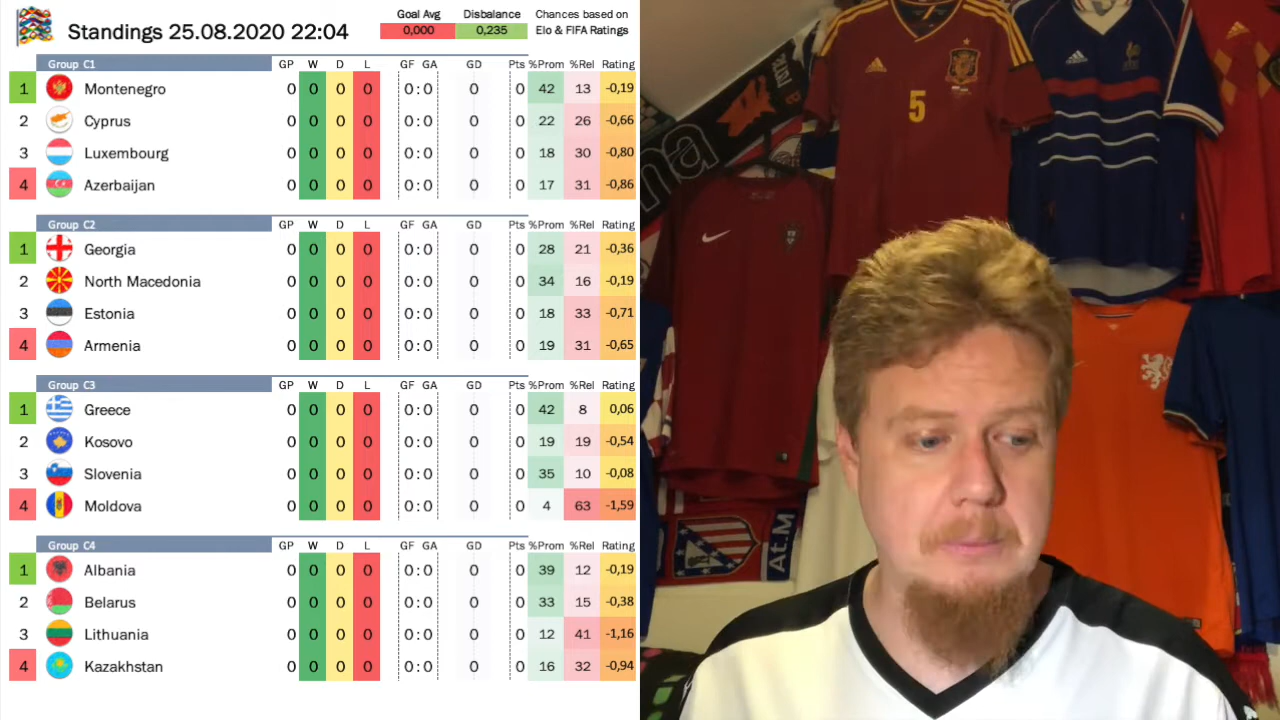 Standings 25.08.2020 22:04
Goal Avg Disbalance Chances based on
0,000 0,235 Elo & FIFA Ratings
Group C1 GP W D L GF GA GD Pts %Prom %Rel Rating
1 Montenegro 0 0 0 0 0 : 0 0 0 42 13 -0,19
2 Cyprus 0 0 0 0 0 : 0 0 0 22 26 -0,66
3 Luxembourg 0 0 0 0 0 : 0 0 0 18 30 -0,80
4 Azerbaijan 0 0 0 0 0 : 0 0 0 17 31 -0,86
Group C2 GP W D L GF GA GD Pts %Prom %Rel Rating
1 Georgia 0 0 0 0 0 : 0 0 0 28 21 -0,36
2 North Macedonia 0 0 0 0 0 : 0 0 0 34 16 -0,19
3 Estonia 0 0 0 0 0 : 0 0 0 18 33 -0,71
4 Armenia 0 0 0 0 0 : 0 0 0 19 31 -0,65
Group C3 GP W D L GF GA GD Pts %Prom %Rel Rating
1 Greece 0 0 0 0 0 : 0 0 0 42 8 0,06
2 Kosovo 0 0 0 0 0 : 0 0 0 19 19 -0,54
3 Slovenia 0 0 0 0 0 : 0 0 0 35 10 -0,08
4 Moldova 0 0 0 0 0 : 0 0 0 4 63 -1,59
Group C4 GP W D L GF GA GD Pts %Prom %Rel Rating
1 Albania 0 0 0 0 0 : 0 0 0 39 12 -0,19
2 Belarus 0 0 0 0 0 : 0 0 0 33 15 -0,38
3 Lithuania 0 0 0 0 0 : 0 0 0 12 41 -1,16
4 Kazakhstan 0 0 0 0 0 : 0 0 0 16 32 -0,94
5
At.M